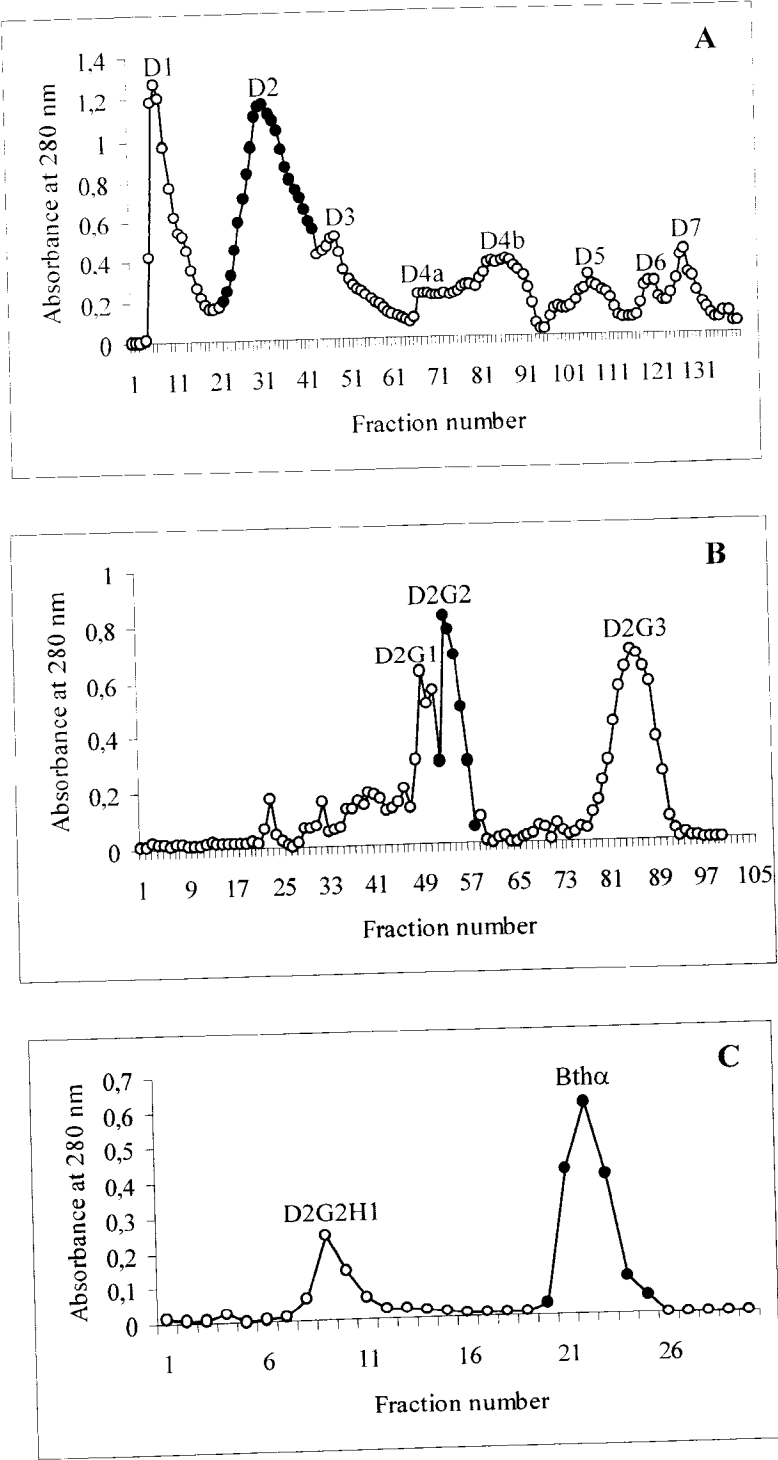 A
1,4
1,2
1
0,8
0,6
0,4
0,2
0
Absorbance at 280 nm
D1
D2
D3
D4a
D4b
D5
D6
D7
1 11 21 31 41 51 61 71 81 91 101 111 121 131
Fraction number
B
1
0,8
0,6
0,4
0,2
0
Absorbance at 280 nm
D2G1
D2G2
D2G3
1 9 17 25 33 41 49 57 65 73 81 89 97 105
Fraction number
C
0,7
0,6
0,5
0,4
0,3
0,2
0,1
0
Absorbance at 280 nm
D2G2H1
Bthα
1 6 11 16 21 26
Fraction number